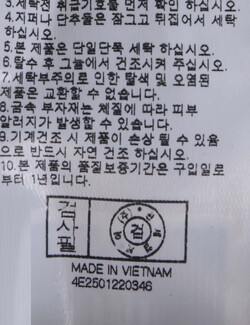 3.세탁전 취급기호를 먼저 확인 하십시오.
4.지퍼나 단추물은 잠그고 뒤집어서 세탁
하십시오.
5.본 제품은 단일단독 세탁 하십시오.
6.탈수 후 그늘에서 건조시켜 주십시오.
7.세탁부주의로 인한 탈색 및 오염된
제품은 교환할 수 없습니다.
8.금속 부자재는 체질에 따라 피부
알러지가 발생할 수 있습니다.
9.기계건조 시 제품이 손상 될 수 있음
으로 반드시 자연 건조 하십시오.
10.본 제품의 품질보증기간은 구입일로
부터 1년입니다.
검사필
검
MADE IN VIETNAM
4E2501220346